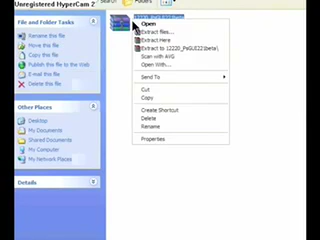 Unregistered HyperCam 2
Search
Folders
File and Folder Tasks
Rename this file
Move this file
Copy this file
Publish this file to the Web
E-mail this file
Delete this file
Other Places
Desktop
My Documents
Shared Documents
My Computer
My Network Places
Details
Open
Extract files...
Extract Here
Extract to 12220_PeGUE221beta\
Scan with AVG
Open With...
Send To
Cut
Copy
Create Shortcut
Delete
Rename
Properties